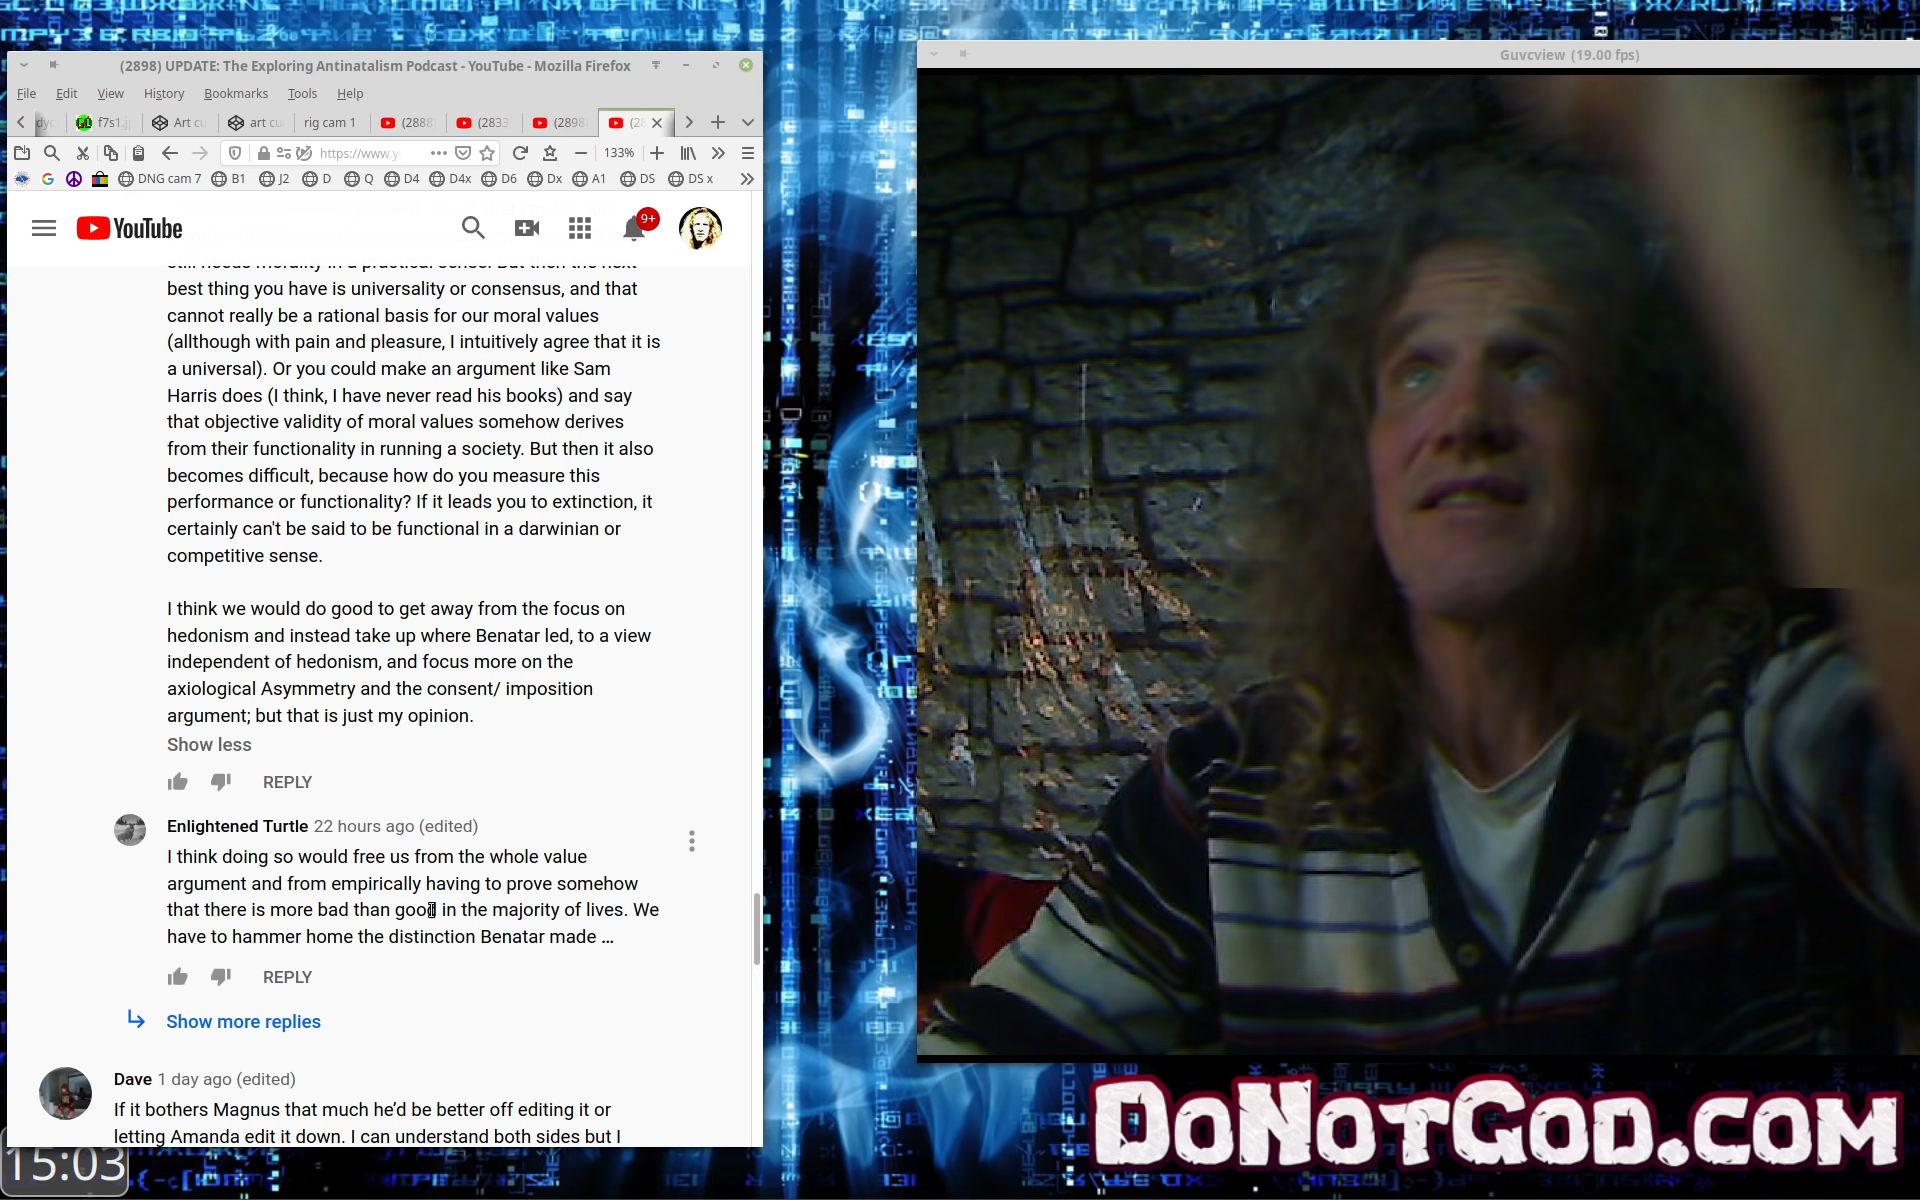 (2898) UPDATE: The Exploring Antinatalism Podcast - YouTube - Mozilla Firefox
File Edit View History Bookmarks Tools Help
f7s1.j Art cu art cu rig cam 1 (288 (283 (2898 (28
https://www.y 133%
DNG cam 7 B1 J2 D Q D4 D4x D6 Dx A1 DS DS x
YouTube 9+
best thing you have is universality or consensus, and that
cannot really be a rational basis for our moral values
(allthough with pain and pleasure, I intuitively agree that it is
a universal). Or you could make an argument like Sam
Harris does (I think, I have never read his books) and say
that objective validity of moral values somehow derives
from their functionality in running a society. But then it also
becomes difficult, because how do you measure this
performance or functionality? If it leads you to extinction, it
certainly can't be said to be functional in a darwinian or
competitive sense.
I think we would do good to get away from the focus on
hedonism and instead take up where Benatar led, to a view
independent of hedonism, and focus more on the
axiological Asymmetry and the consent/ imposition
argument; but that is just my opinion.
Show less
REPLY
Enlightened Turtle 22 hours ago (edited)
I think doing so would free us from the whole value
argument and from empirically having to prove somehow
that there is more bad than good in the majority of lives. We
have to hammer home the distinction Benatar made ...
REPLY
Show more replies
Dave 1 day ago (edited)
If it bothers Magnus that much he'd be better off editing it or
letting Amanda edit it down. I can understand both sides but I
15:03
Guvcview (19.00 fps)
DoNotGod.com